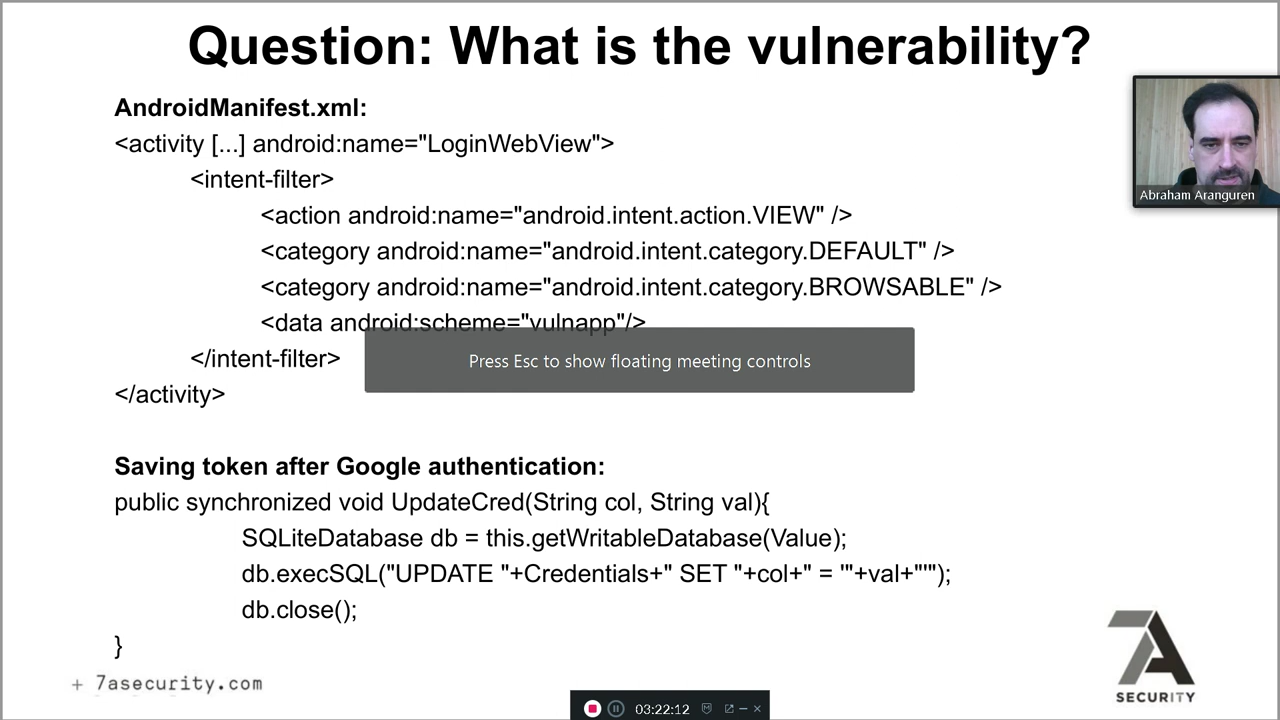 Question: What is the vulnerability?
AndroidManifest.xml:
<activity [...] android:name="LoginWebView">
<intent-filter>
<action android:name="android.intent.action.VIEW" />
<category android:name="android.intent.category.DEFAULT" />
<category android:name="android.intent.category.BROWSABLE" />
<data android:scheme="vulnapp"/>
</intent-filter>
</activity>
Press Esc to show floating meeting controls
Abraham Aranguren
Saving token after Google authentication:
public synchronized void UpdateCred(String col, String val){
SQLiteDatabase db = this.getWritableDatabase(Value);
db.execSQL("UPDATE "+Credentials+" SET "+col+" = '"+val+"'");
db.close();
}
+ 7asecurity.com
7A
SECURITY
03:22:12